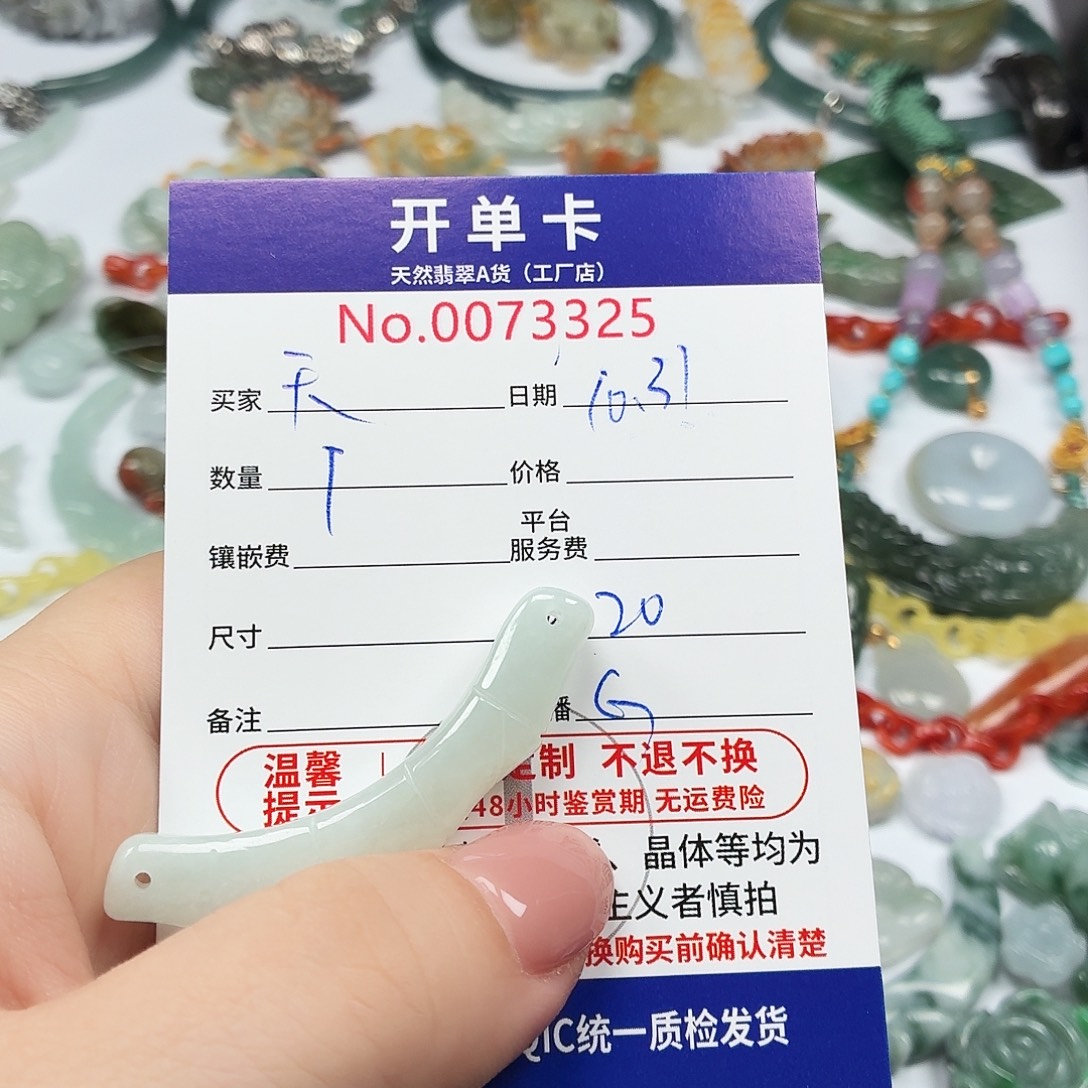 开单卡
天然翡翠A货（工厂店）
No.0073325
买家 天 日期 10.31
数量 1 价格
平台
镶嵌费 服务费
尺寸 20
备注 播 G
温馨 制 不退不换
提示 48小时鉴赏期 无运费险
、晶体等均为
主义者慎拍
换购买前确认清楚
QIC统一质检发货